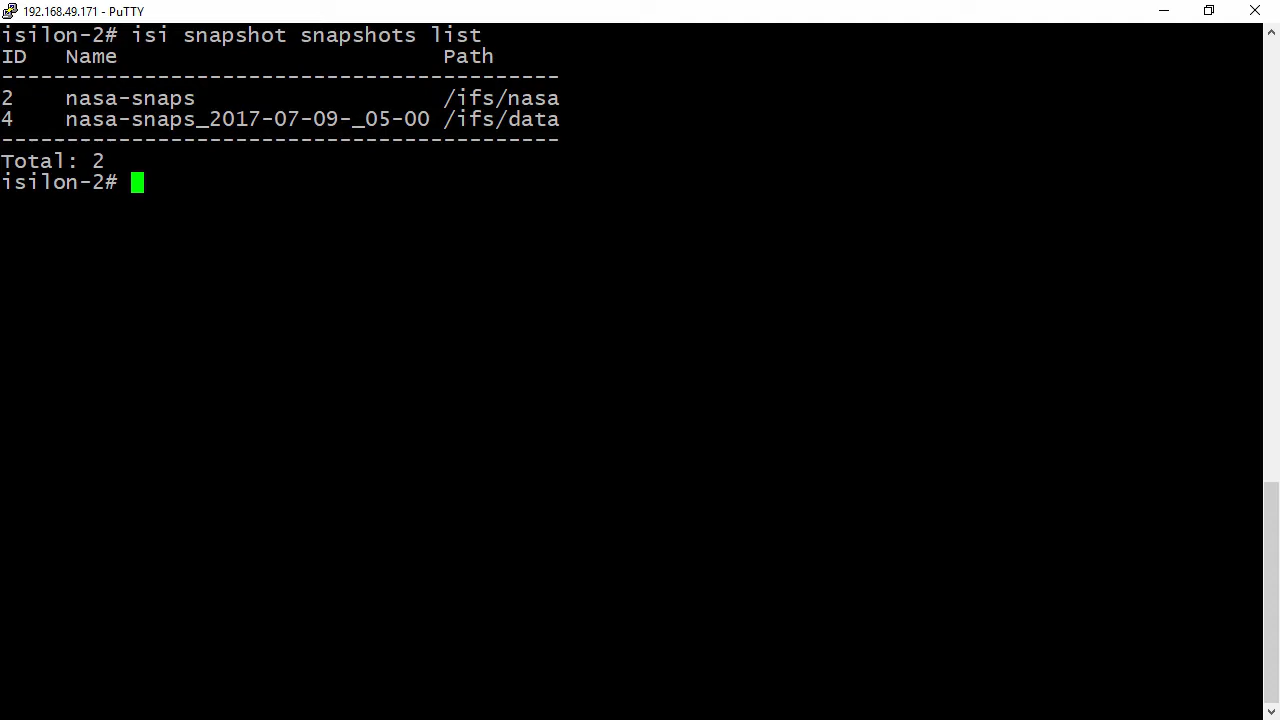 192.168.49.171 - PuTTY
isilon-2# isi snapshot snapshots list
ID   Name                         Path
-------------------------------------------
2    nasa-snaps                   /ifs/nasa
4    nasa-snaps_2017-07-09-_05-00 /ifs/data
-------------------------------------------
Total: 2
isilon-2#